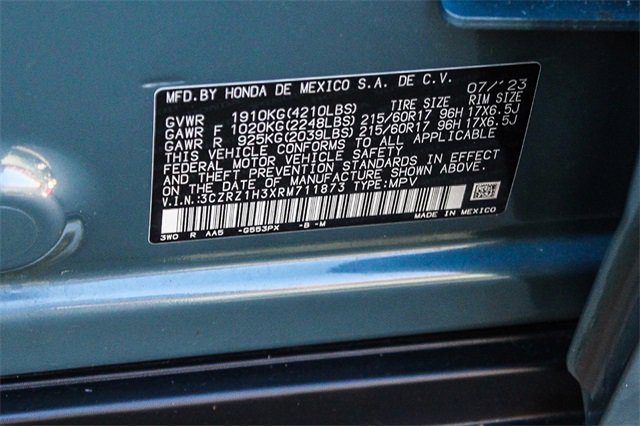 MFD.BY HONDA DE MEXICO S.A. DE C.V. 07/'23
GVWR 1910KG(4210LBS) TIRE SIZE RIM SIZE
GAWR F 1020KG(2248LBS) 215/60R17 96H 17X6.5J
GAWR R 925KG(2039LBS) 215/60R17 96H 17X6.5J
THIS VEHICLE CONFORMS TO ALL APPLICABLE
FEDERAL MOTOR VEHICLE SAFETY
AND THEFT PREVENTION STANDARDS IN EFFECT
ON THE DATE OF MANUFACTURE SHOWN ABOVE.
V.I.N:3CZRZ1H3XRM711873 TYPE:MPV
3W0 R AA5 -G553PX -B -M MADE IN MEXICO